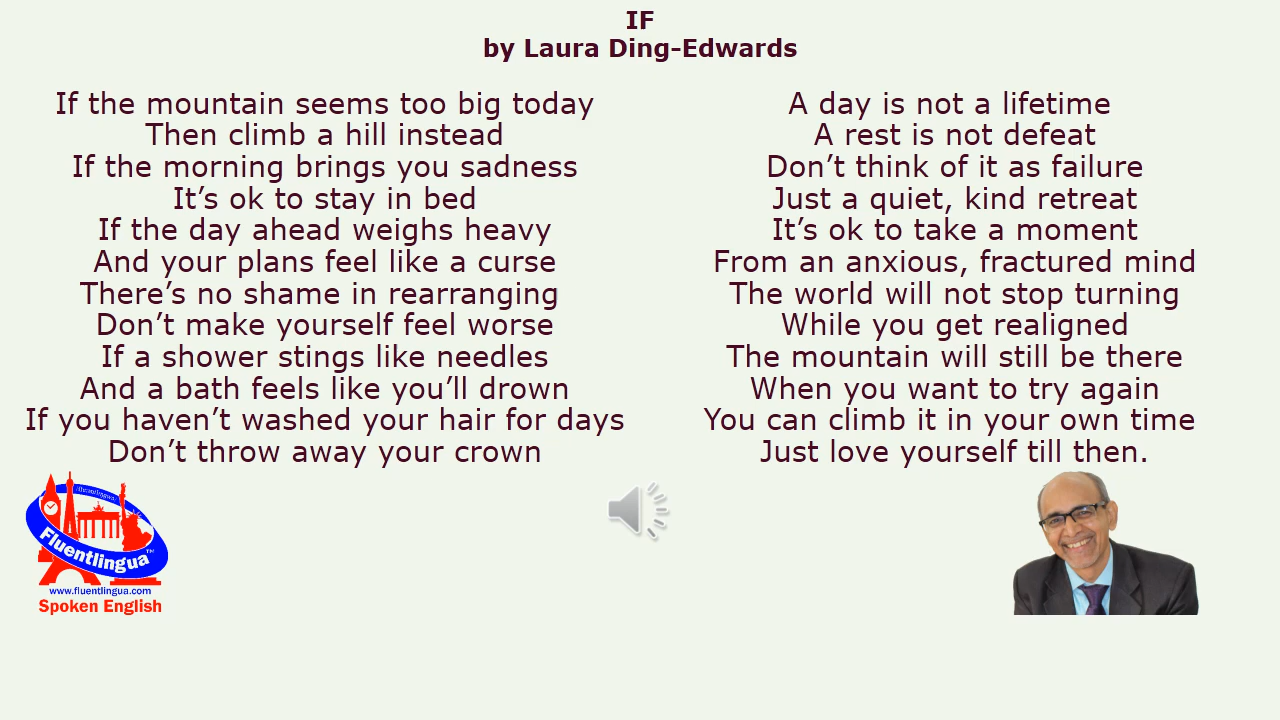 IF
by Laura Ding-Edwards
If the mountain seems too big today
Then climb a hill instead
If the morning brings you sadness
It’s ok to stay in bed
If the day ahead weighs heavy
And your plans feel like a curse
There’s no shame in rearranging
Don’t make yourself feel worse
If a shower stings like needles
And a bath feels like you’ll drown
If you haven’t washed your hair for days
Don’t throw away your crown
A day is not a lifetime
A rest is not defeat
Don’t think of it as failure
Just a quiet, kind retreat
It’s ok to take a moment
From an anxious, fractured mind
The world will not stop turning
While you get realigned
The mountain will still be there
When you want to try again
You can climb it in your own time
Just love yourself till then.
Fluentlingua™
www.fluentlingua.com
Spoken English